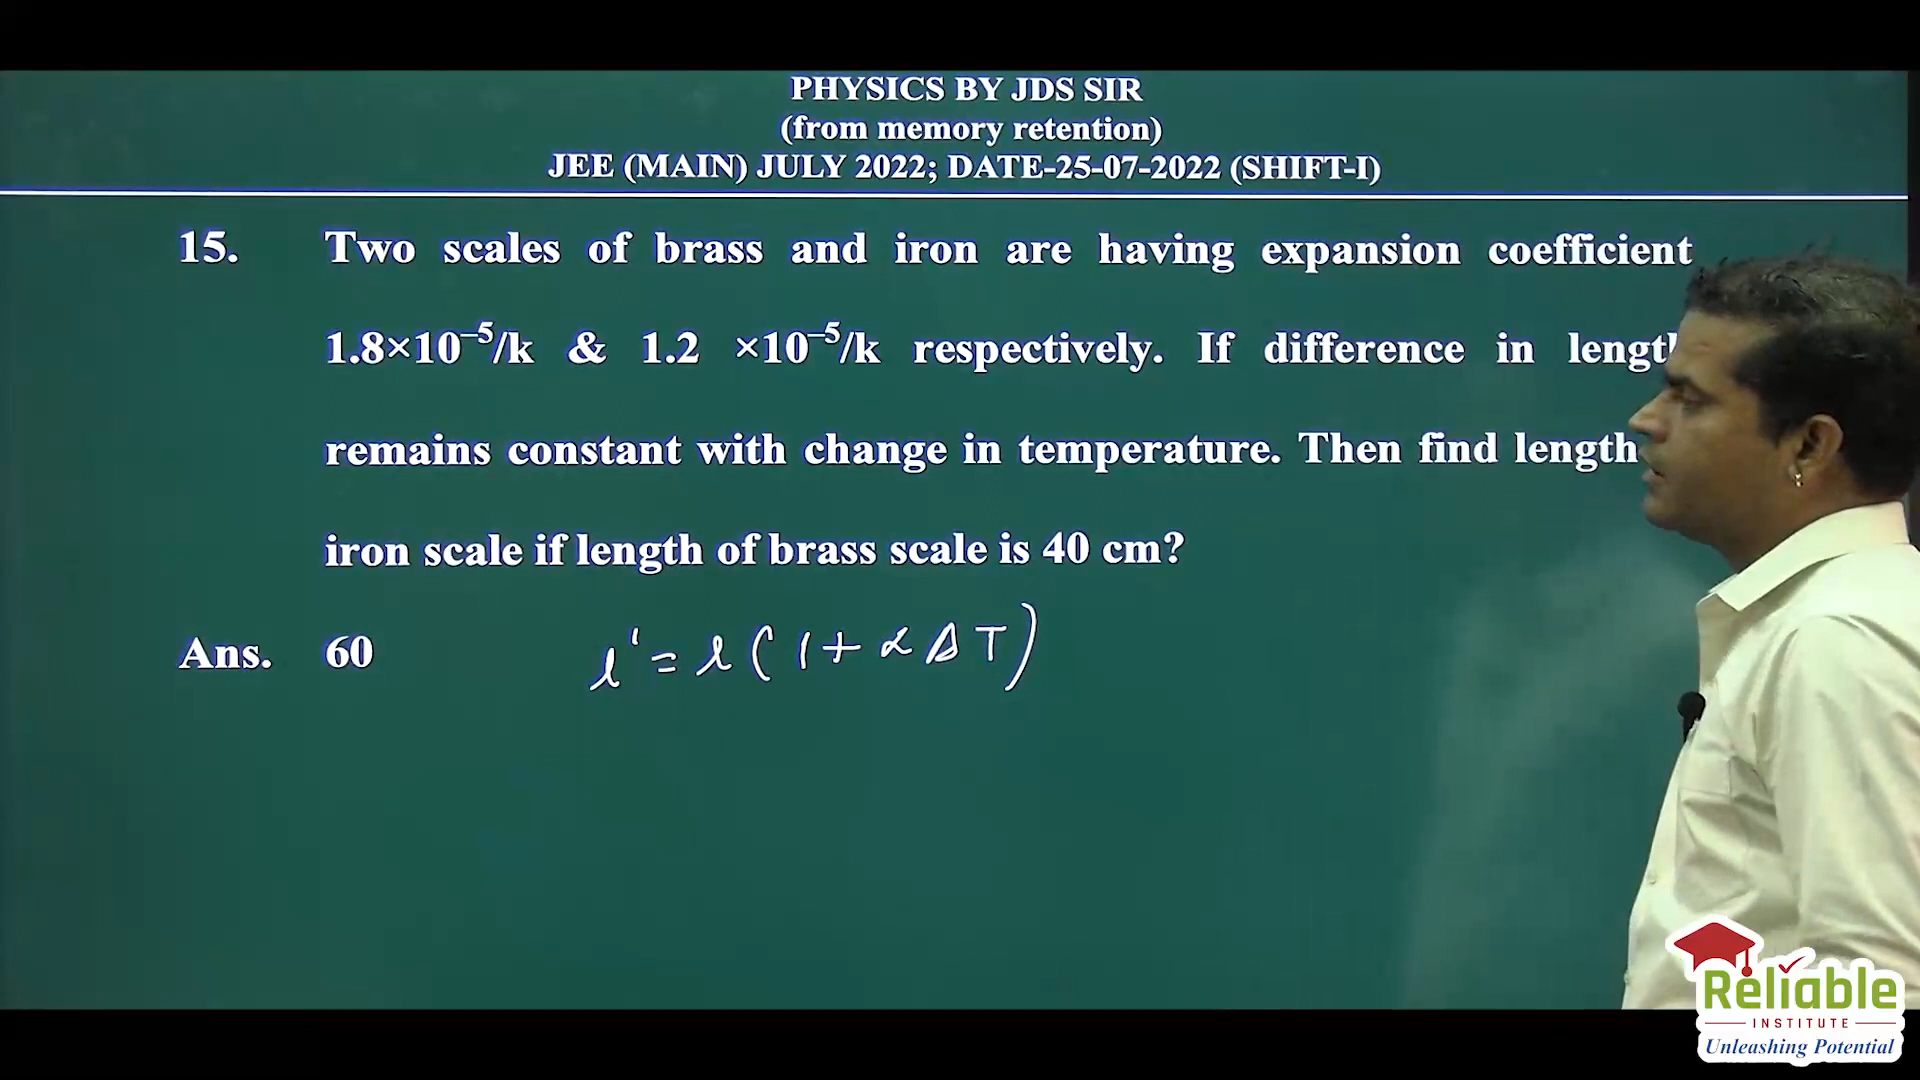 PHYSICS BY JDS SIR
(from memory retention)
JEE (MAIN) JULY 2022; DATE-25-07-2022 (SHIFT-I)
15. Two scales of brass and iron are having expansion coefficient
1.8×10⁻⁵/k & 1.2 ×10⁻⁵/k respectively. If difference in
remains constant with change in temperature. Then find length
iron scale if length of brass scale is 40 cm?
Ans. 60 l' = l(1+αΔT)
Reliable
INSTITUTE
Unleashing Potential